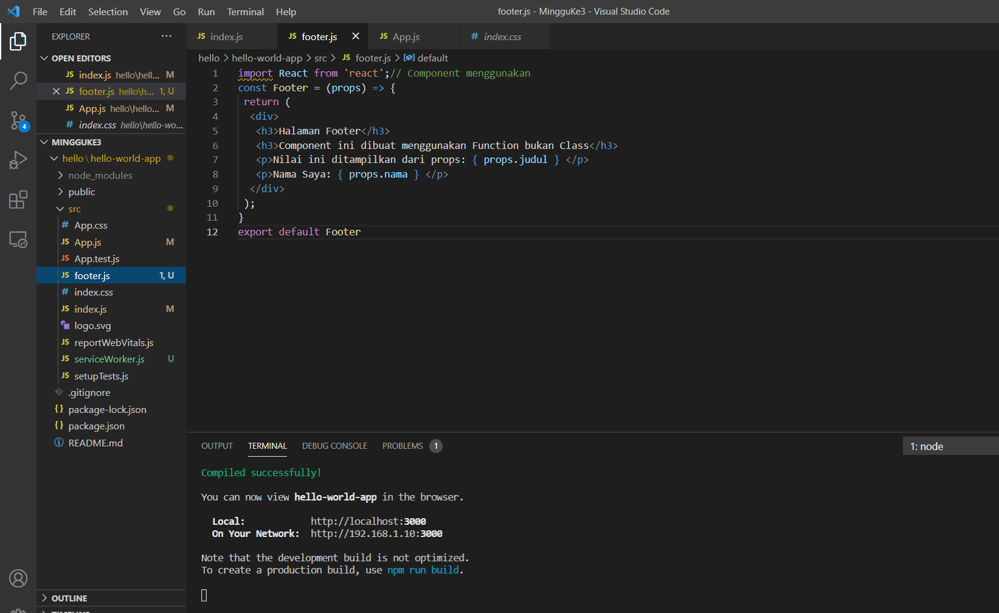 File Edit Selection View Go Run Terminal Help
footer.js - MingguKe3 - Visual Studio Code
EXPLORER ···
OPEN EDITORS
JS index.js hello\hell... M
JS footer.js hello\h... 1, U
JS App.js hello\hello... M
# index.css hello\hello-wo...
MINGGUKE3
hello\hello-world-app
node_modules
public
src
# App.css
JS App.js M
JS App.test.js
JS footer.js 1, U
# index.css
JS index.js M
logo.svg
JS reportWebVitals.js
JS serviceWorker.js U
JS setupTests.js
.gitignore
{} package-lock.json
{} package.json
README.md
OUTLINE
TIMELINE
4
JS index.js JS footer.js JS App.js # index.css
hello > hello-world-app > src > JS footer.js > default
1 import React from 'react';// Component menggunakan
2 const Footer = (props) => {
3 return (
4 <div>
5 <h3>Halaman Footer</h3>
6 <h3>Component ini dibuat menggunakan Function bukan Class</h3>
7 <p>Nilai ini ditampilkan dari props: { props.judul } </p>
8 <p>Nama Saya: { props.nama } </p>
9 </div>
10 );
11 }
12 export default Footer
OUTPUT TERMINAL DEBUG CONSOLE PROBLEMS 1
1: node
Compiled successfully!
You can now view hello-world-app in the browser.
Local: http://localhost:3000
On Your Network: http://192.168.1.10:3000
Note that the development build is not optimized.
To create a production build, use npm run build.